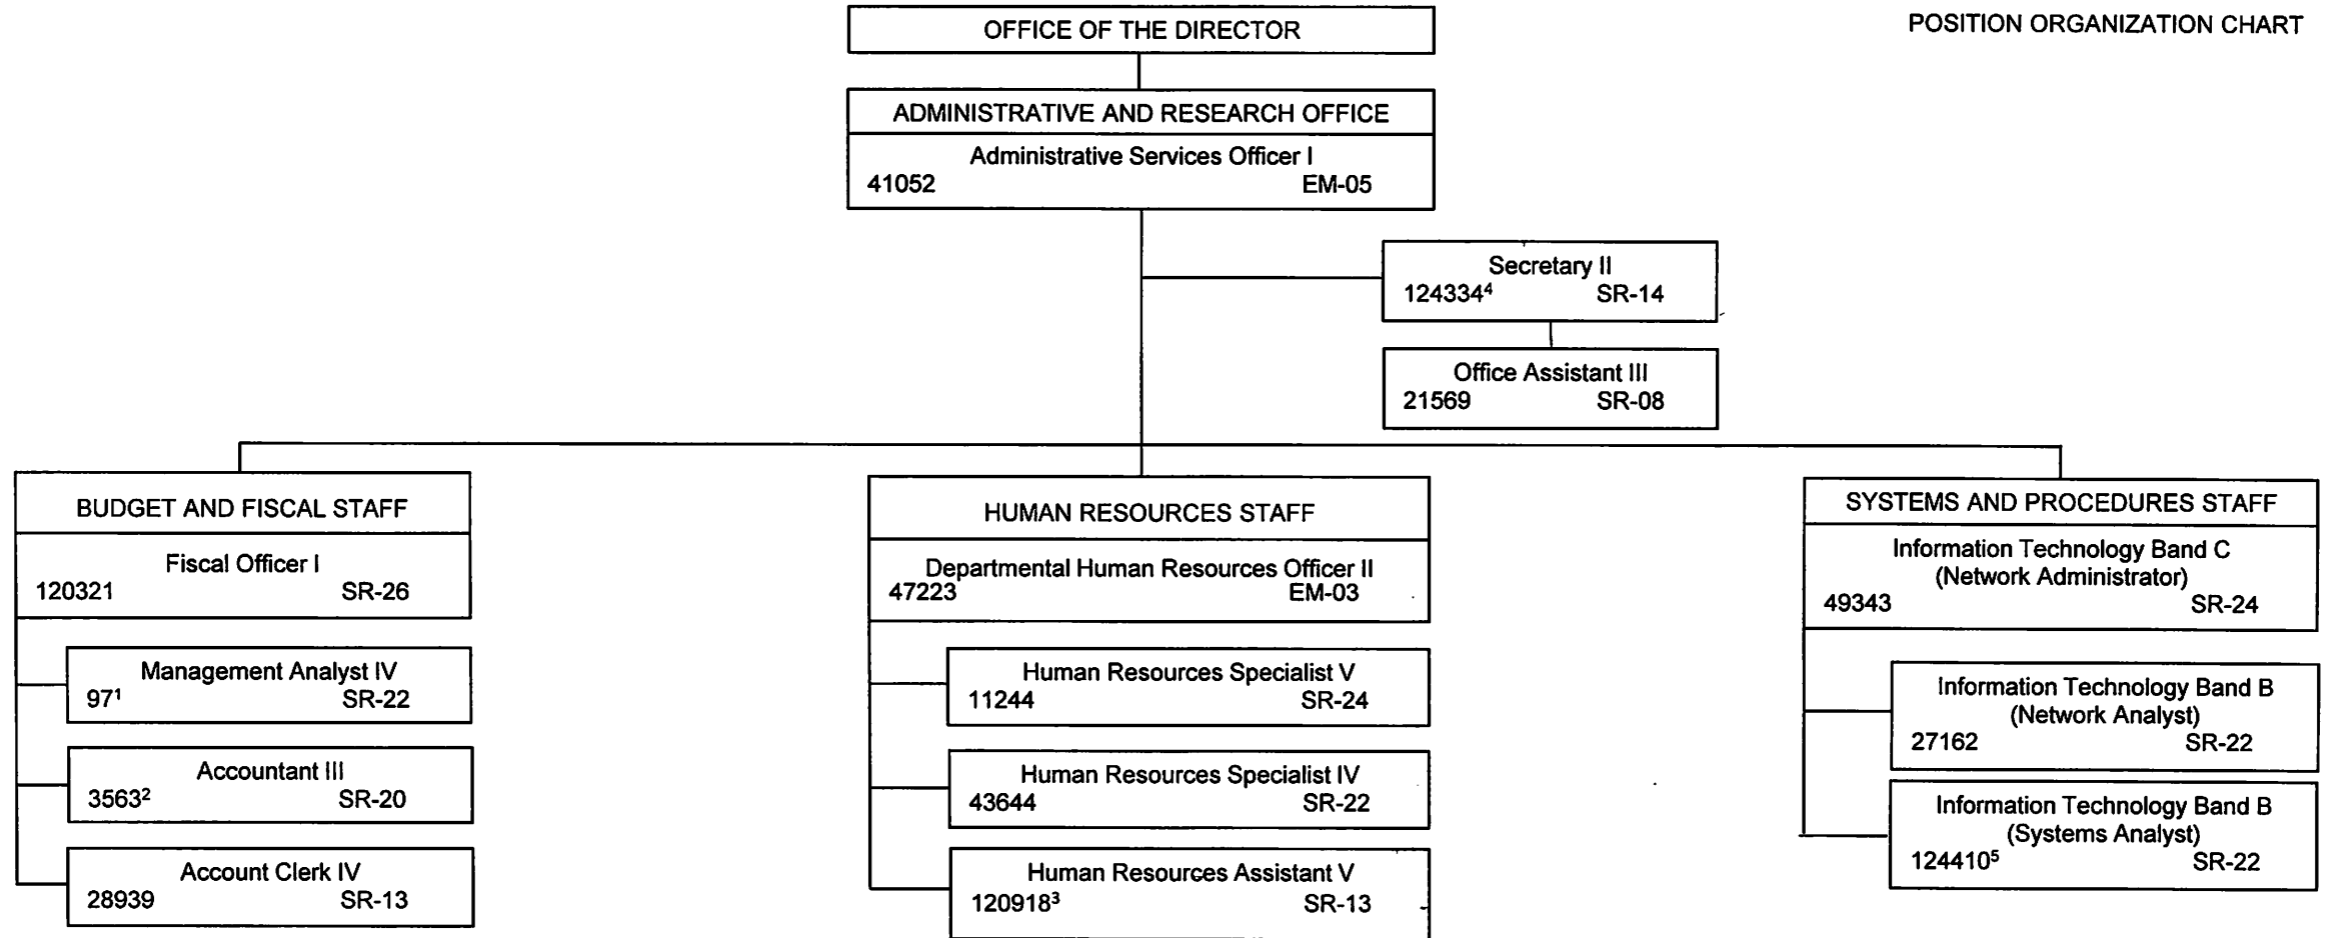 POSITION ORGANIZATION CHART
OFFICE OF THE DIRECTOR
ADMINISTRATIVE AND RESEARCH OFFICE
Administrative Services Officer I
41052 EM-05
Secretary II
124334⁴ SR-14
Office Assistant III
21569 SR-08
BUDGET AND FISCAL STAFF
Fiscal Officer I
120321 SR-26
Management Analyst IV
97¹ SR-22
Accountant III
3563² SR-20
Account Clerk IV
28939 SR-13
HUMAN RESOURCES STAFF
Departmental Human Resources Officer II
47223 EM-03
Human Resources Specialist V
11244 SR-24
Human Resources Specialist IV
43644 SR-22
Human Resources Assistant V
120918³ SR-13
SYSTEMS AND PROCEDURES STAFF
Information Technology Band C
(Network Administrator)
49343 SR-24
Information Technology Band B
(Network Analyst)
27162 SR-22
Information Technology Band B
(Systems Analyst)
124410⁵ SR-22